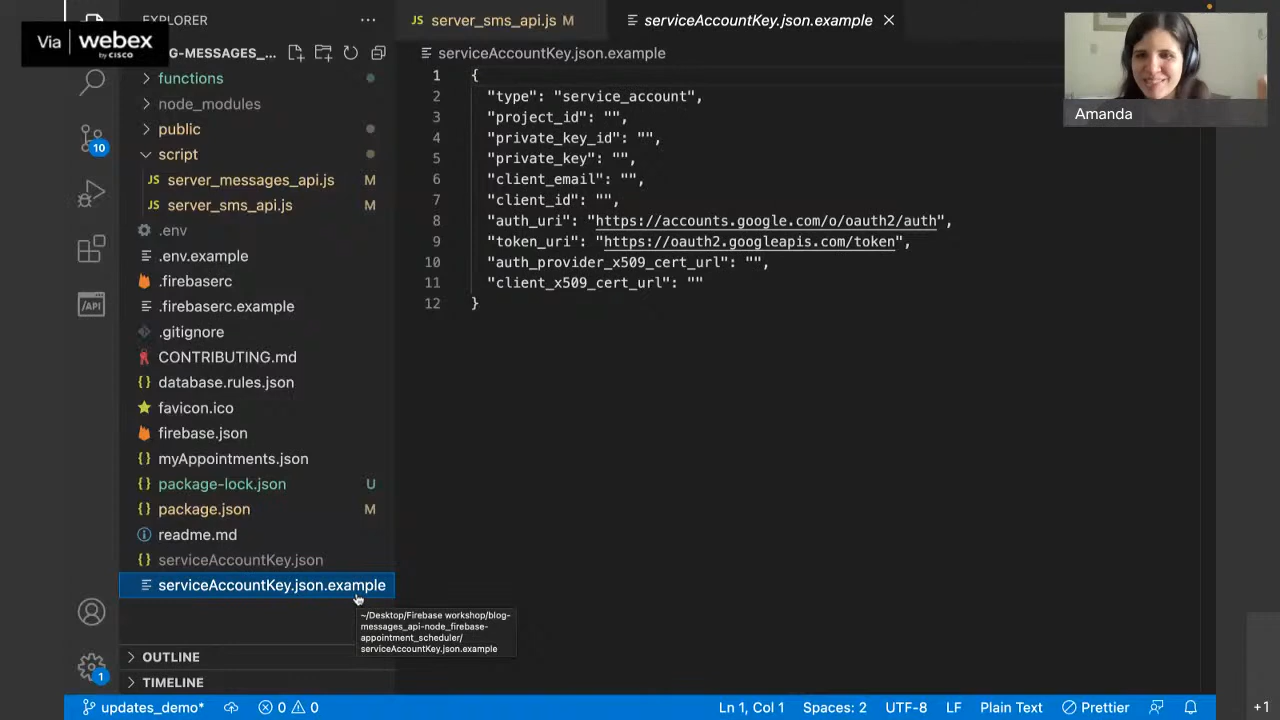 Via webex by CISCO
EXPLORER
G-MESSAGES_...
functions
node_modules
public
script
JS server_messages_api.js M
JS server_sms_api.js M
.env
.env.example
.firebaserc
.firebaserc.example
.gitignore
CONTRIBUTING.md
{} database.rules.json
favicon.ico
firebase.json
{} myAppointments.json
{} package-lock.json U
{} package.json M
readme.md
{} serviceAccountKey.json
serviceAccountKey.json.example
~/Desktop/Firebase workshop/blog-
messages_api-node_firebase-
appointment_scheduler/
serviceAccountKey.json.example
OUTLINE
TIMELINE
10
/API
1
JS server_sms_api.js M
serviceAccountKey.json.example
serviceAccountKey.json.example
1 {
2 "type": "service_account",
3 "project_id": "",
4 "private_key_id": "",
5 "private_key": "",
6 "client_email": "",
7 "client_id": "",
8 "auth_uri": "https://accounts.google.com/o/oauth2/auth",
9 "token_uri": "https://oauth2.googleapis.com/token",
10 "auth_provider_x509_cert_url": "",
11 "client_x509_cert_url": ""
12 }
Amanda
updates_demo* 0 0 Ln 1, Col 1 Spaces: 2 UTF-8 LF Plain Text Prettier
+1